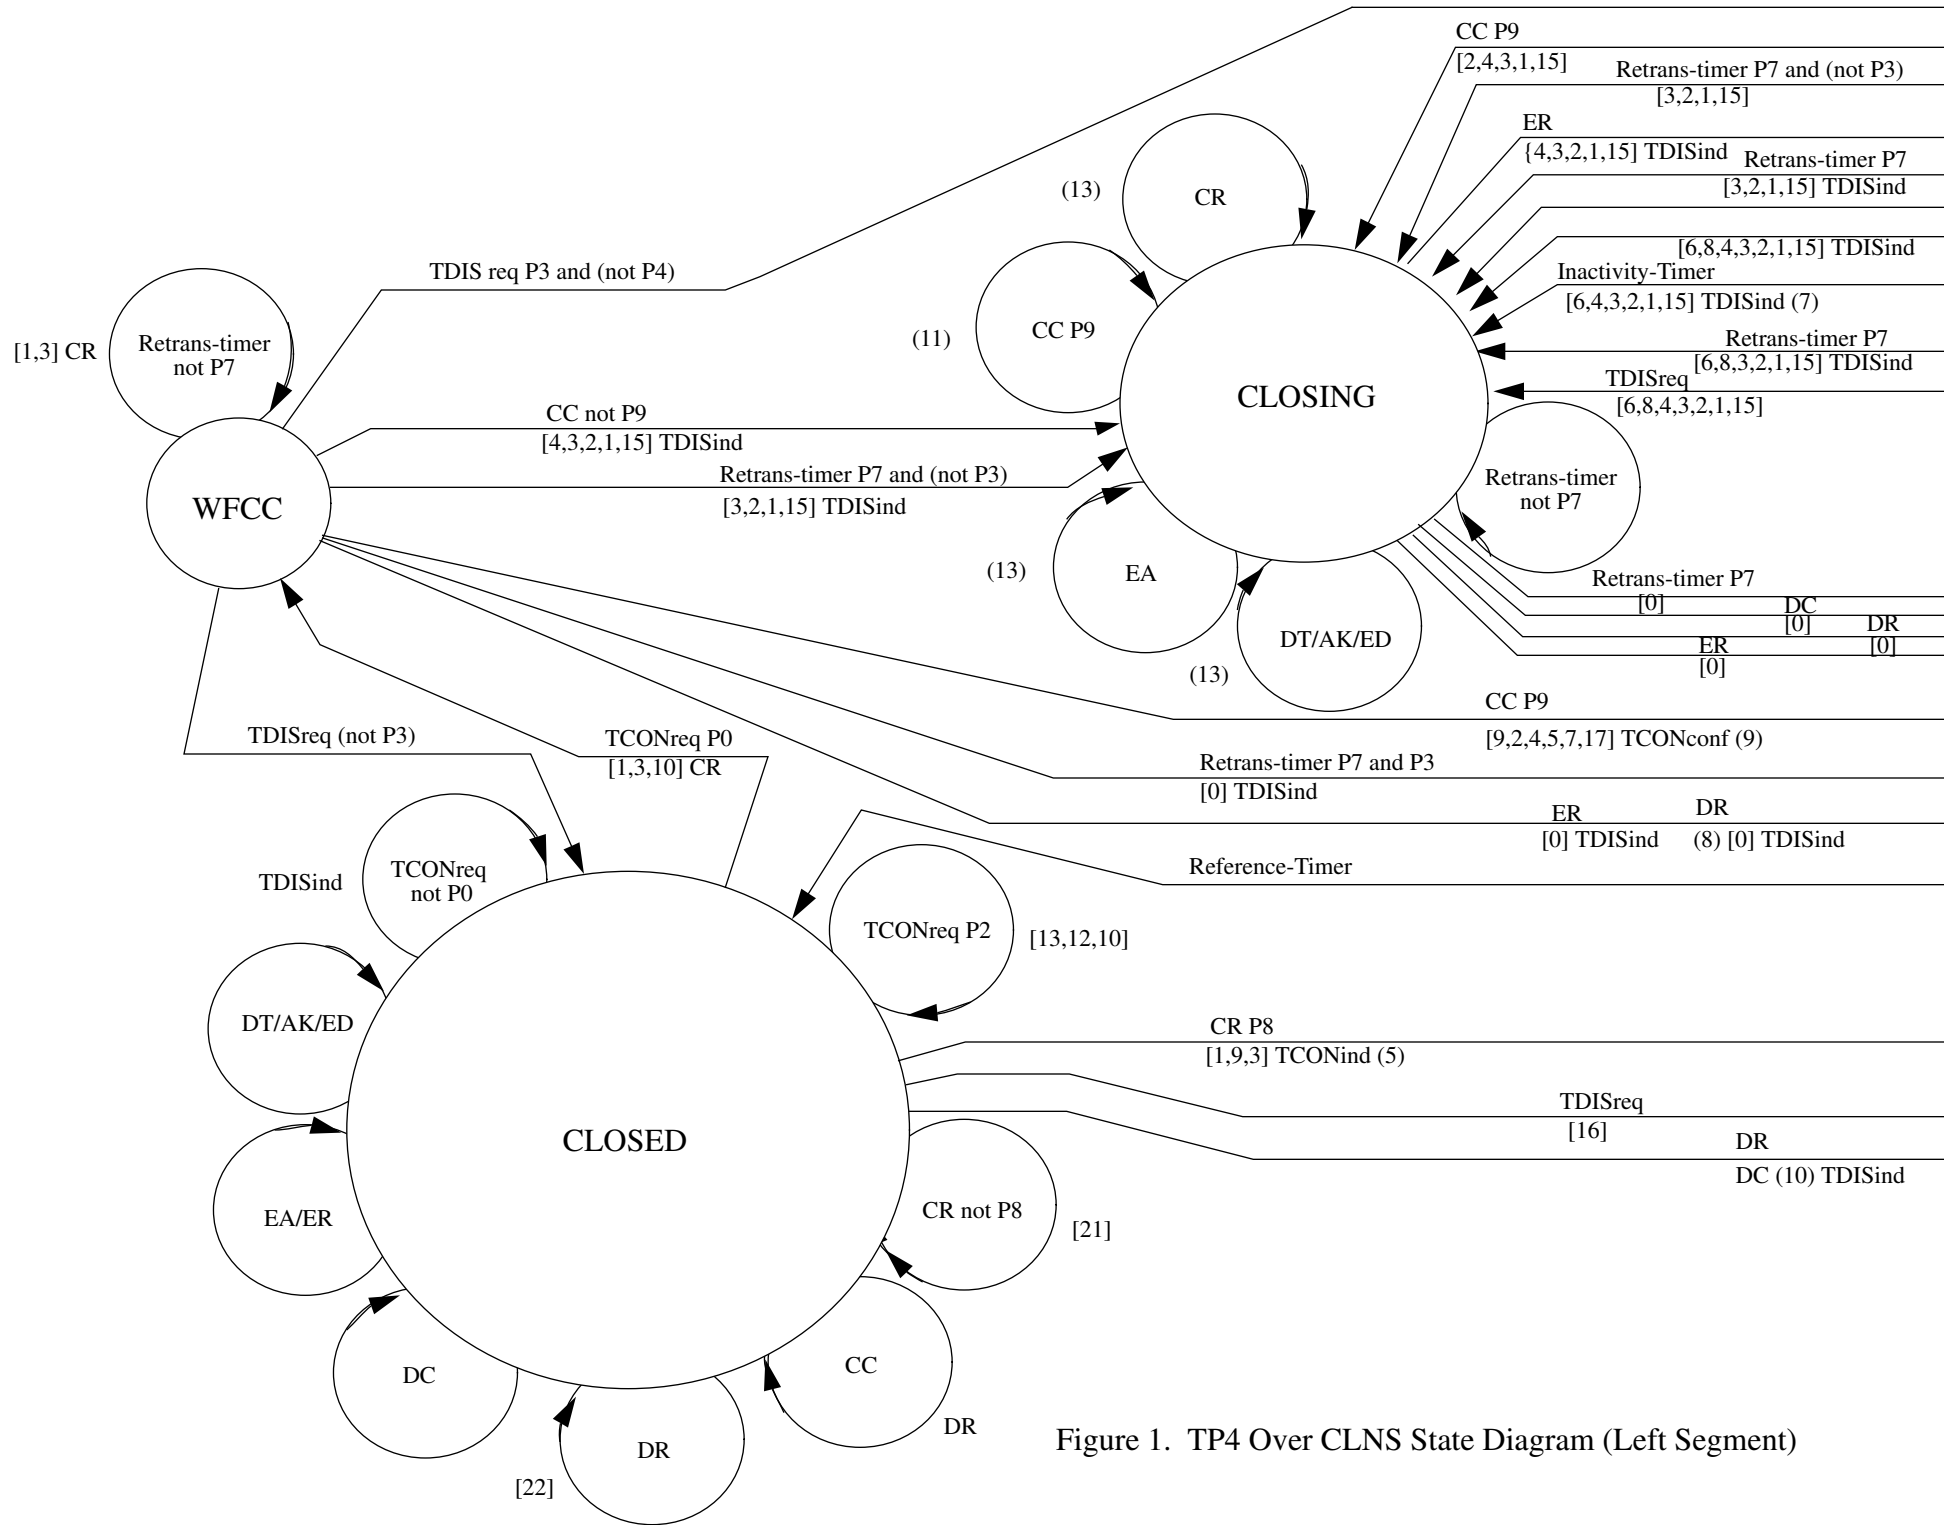 CC P9
[2,4,3,1,15]
Retrans-timer P7 and (not P3)
[3,2,1,15]
ER
{4,3,2,1,15] TDISind
Retrans-timer P7
[3,2,1,15] TDISind
(13)
CR
[6,8,4,3,2,1,15] TDISind
TDIS req P3 and (not P4)
Inactivity-Timer
[6,4,3,2,1,15] TDISind (7)
(11)
CC P9
Retrans-timer P7
[6,8,3,2,1,15] TDISind
[1,3] CR
Retrans-timer
not P7
TDISreq
[6,8,4,3,2,1,15]
CLOSING
CC not P9
[4,3,2,1,15] TDISind
Retrans-timer P7 and (not P3)
[3,2,1,15] TDISind
Retrans-timer
not P7
WFCC
(13)
EA
Retrans-timer P7
[0]
DC
[0]
DR
[0]
ER
[0]
DT/AK/ED
(13)
CC P9
[9,2,4,5,7,17] TCONconf (9)
TDISreq (not P3)
TCONreq P0
[1,3,10] CR
Retrans-timer P7 and P3
[0] TDISind
ER
[0] TDISind
DR
(8) [0] TDISind
Reference-Timer
TDISind
TCONreq
not P0
TCONreq P2
[13,12,10]
DT/AK/ED
CR P8
[1,9,3] TCONind (5)
TDISreq
[16]
DR
DC (10) TDISind
CLOSED
EA/ER
CR not P8
[21]
DC
CC
DR
DR
[22]
Figure 1. TP4 Over CLNS State Diagram (Left Segment)